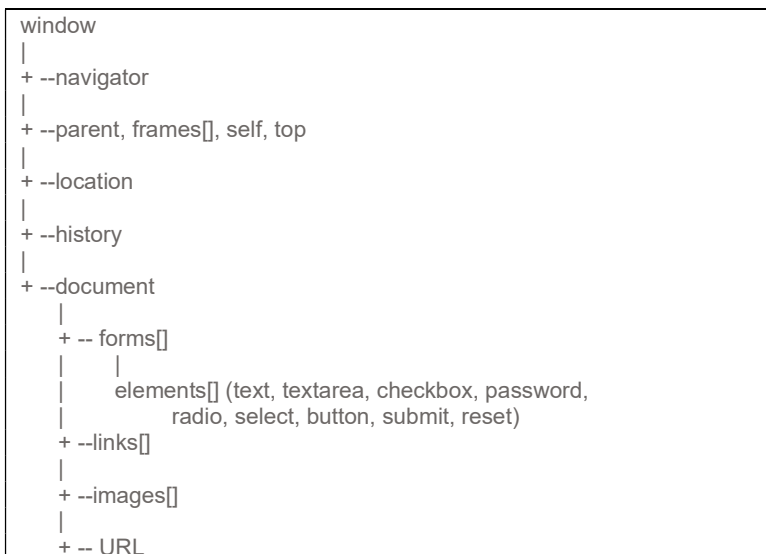 window
|
+ --navigator
|
+ --parent, frames[], self, top
|
+ --location
|
+ --history
|
+ --document
|
+ -- forms[]
| |
| elements[] (text, textarea, checkbox, password,
| radio, select, button, submit, reset)
+ --links[]
|
+ --images[]
|
+ -- URL